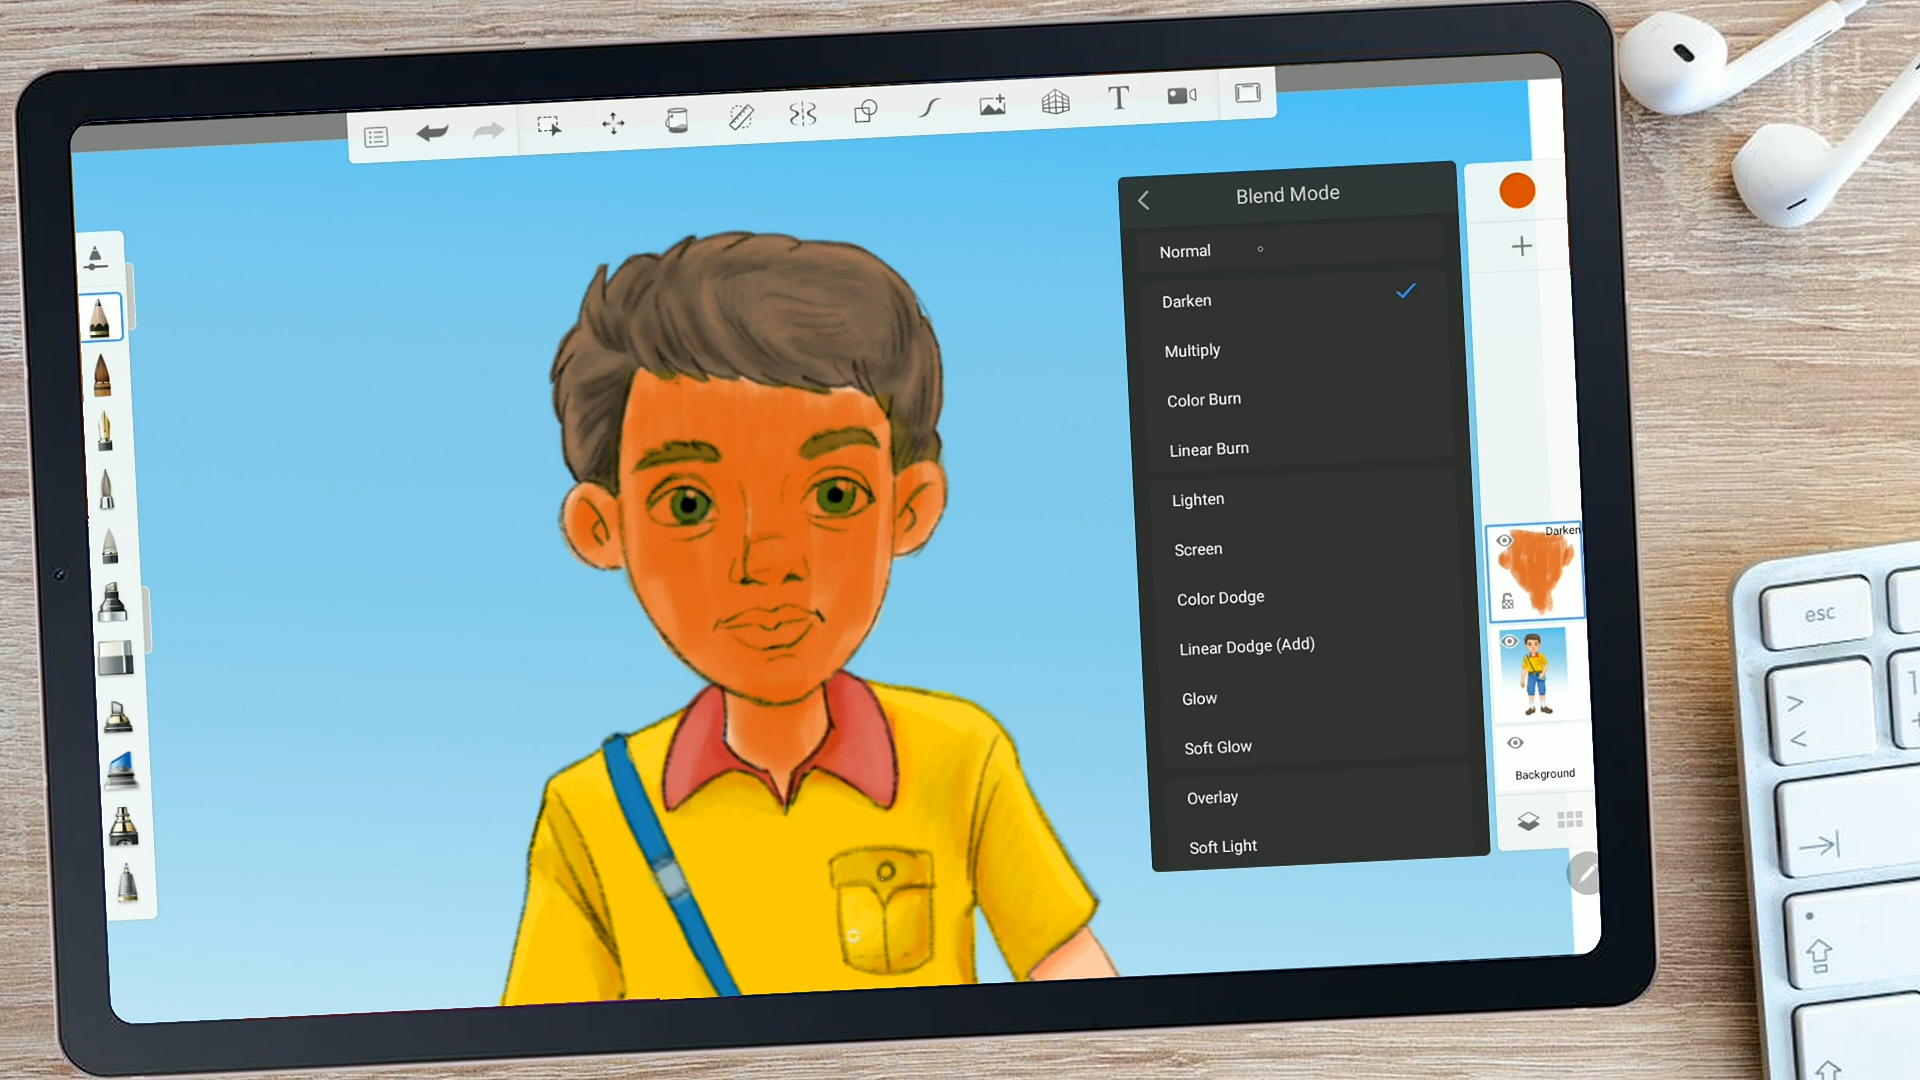 T
Blend Mode
Normal
Darken
Multiply
Color Burn
Linear Burn
Lighten
Screen
Color Dodge
Linear Dodge (Add)
Glow
Soft Glow
Overlay
Soft Light
Darken
Background
esc
>
<